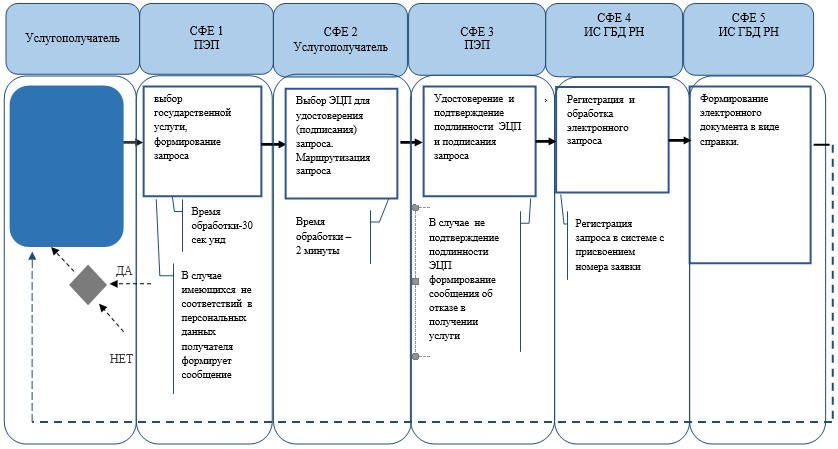 Услугополучатель
СФЕ 1
ПЭП
СФЕ 2
Услугополучатель
СФЕ 3
ПЭП
СФЕ 4
ИС ГБД РН
СФЕ 5
ИС ГБД РН
выбор
государственной
услуги,
формирование
запроса
Выбор ЭЦП для
удостоверения
(подписания)
запроса.
Маршрутизация
запроса
Удостоверение и
подтверждение
подлинности ЭЦП
и подписания
запроса
,
Регистрация и
обработка
электронного
запроса
Формирование
электронного
документа в виде
справки.
Время
обработки-30
сек унд
Время
обработки –
2 минуты
В случае не
подтверждение
подлинности
ЭЦП
формирование
сообщения об
отказе в
получении
услуги
Регистрация
запроса в системе с
присвоением
номера заявки
ДА
В случае
имеющихся не
соответствий в
персональных
данных
получателя
формирует
сообщение
НЕТ